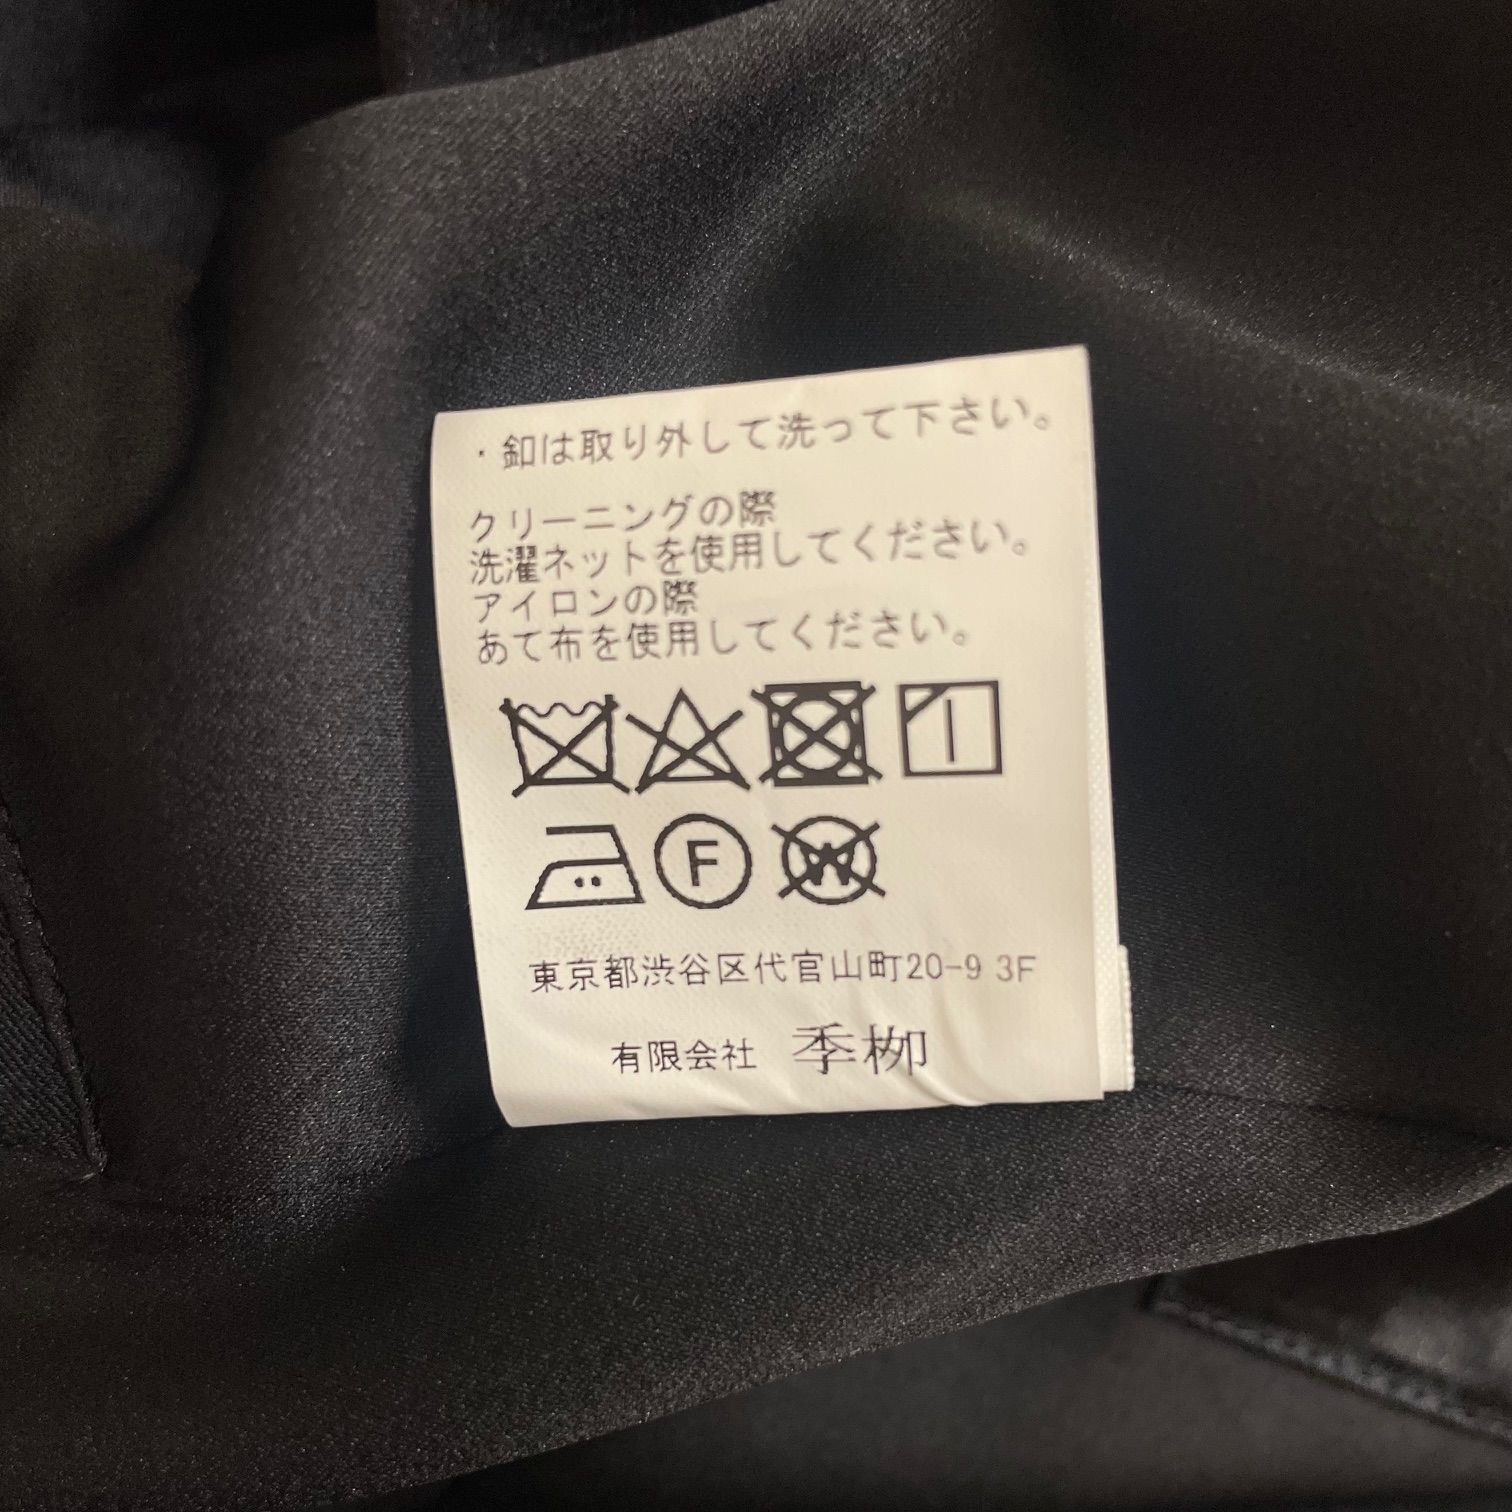 ・釦は取り外して洗って下さい。
クリーニングの際
洗濯ネットを使用してください。
アイロンの際
あて布を使用してください。
F
W
東京都渋谷区代官山町20-9 3F
有限会社 季栁